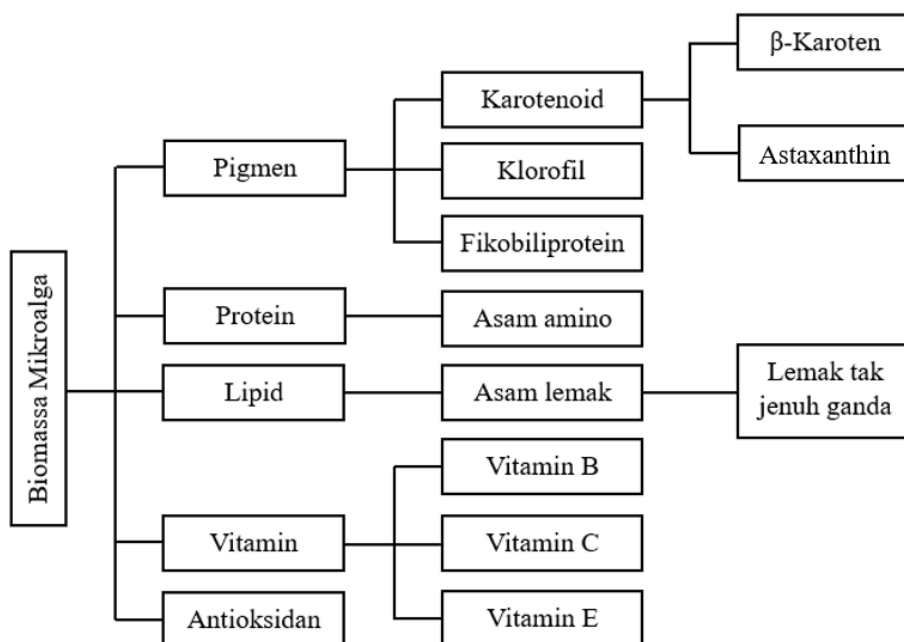 Biomassa Mikroalga
Pigmen
Karotenoid
β-Karoten
Astaxanthin
Klorofil
Fikobiliprotein
Protein
Asam amino
Lipid
Asam lemak
Lemak tak
jenuh ganda
Vitamin
Vitamin B
Vitamin C
Vitamin E
Antioksidan